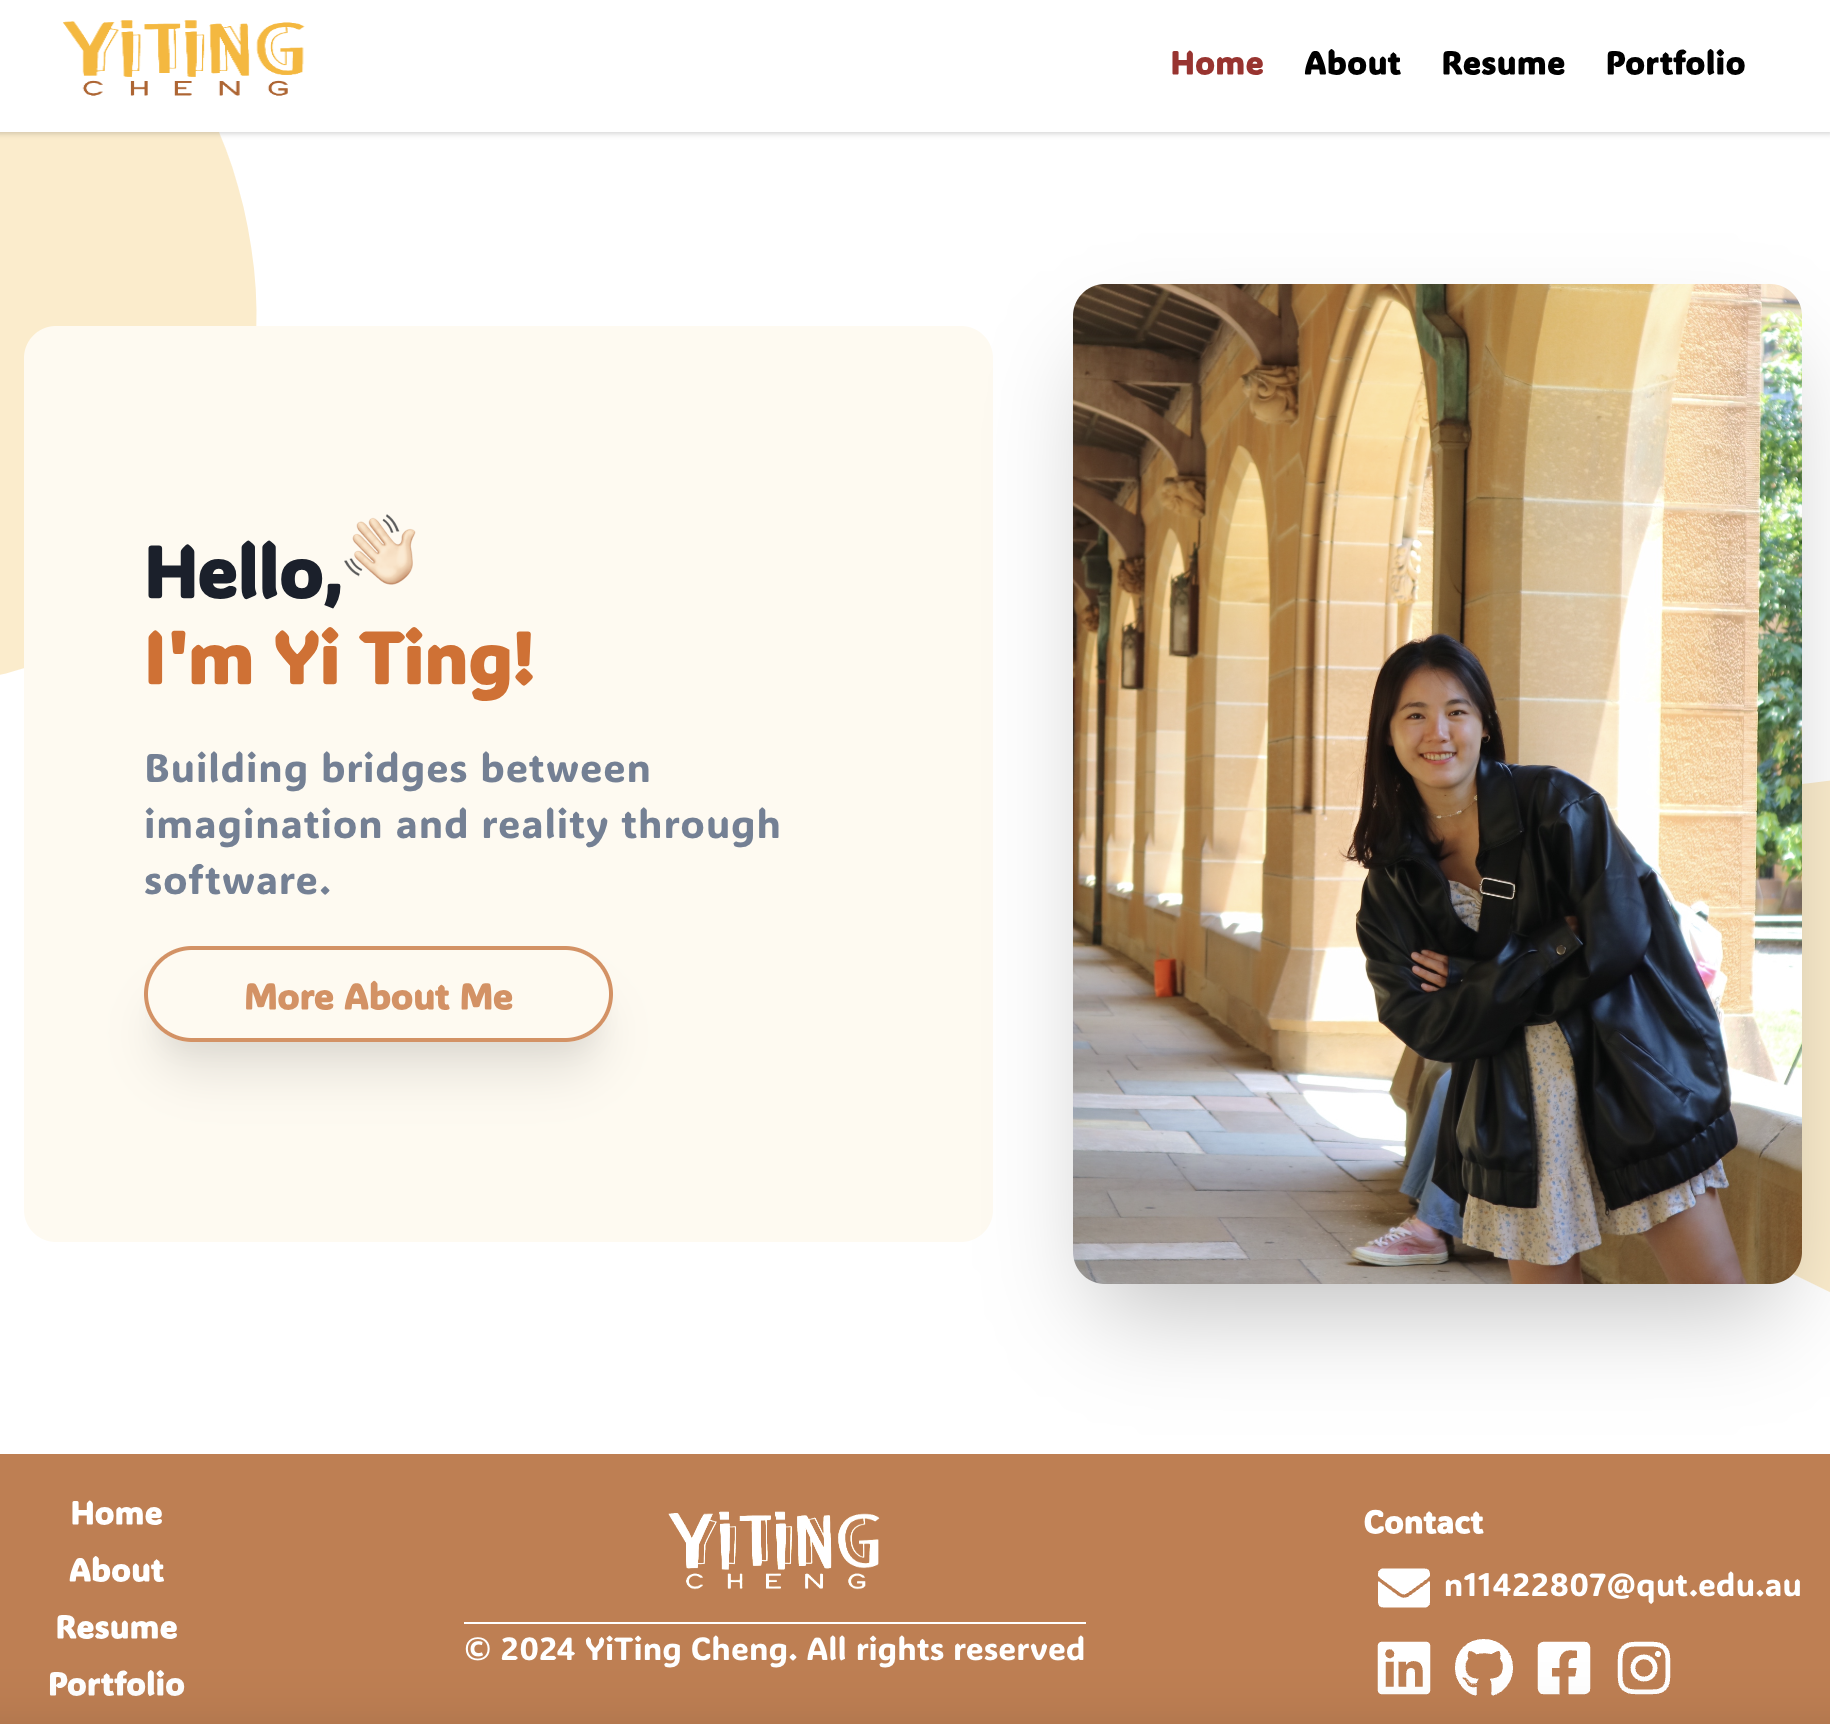 YiTiNG
CHENG
Home About Resume Portfolio
Hello,👋🏻
I'm Yi Ting!
Building bridges between
imagination and reality through
software.
More About Me
Home
About
Resume
Portfolio
YiTiNG
CHENG
© 2024 YiTing Cheng. All rights reserved
Contact
n11422807@qut.edu.au
in